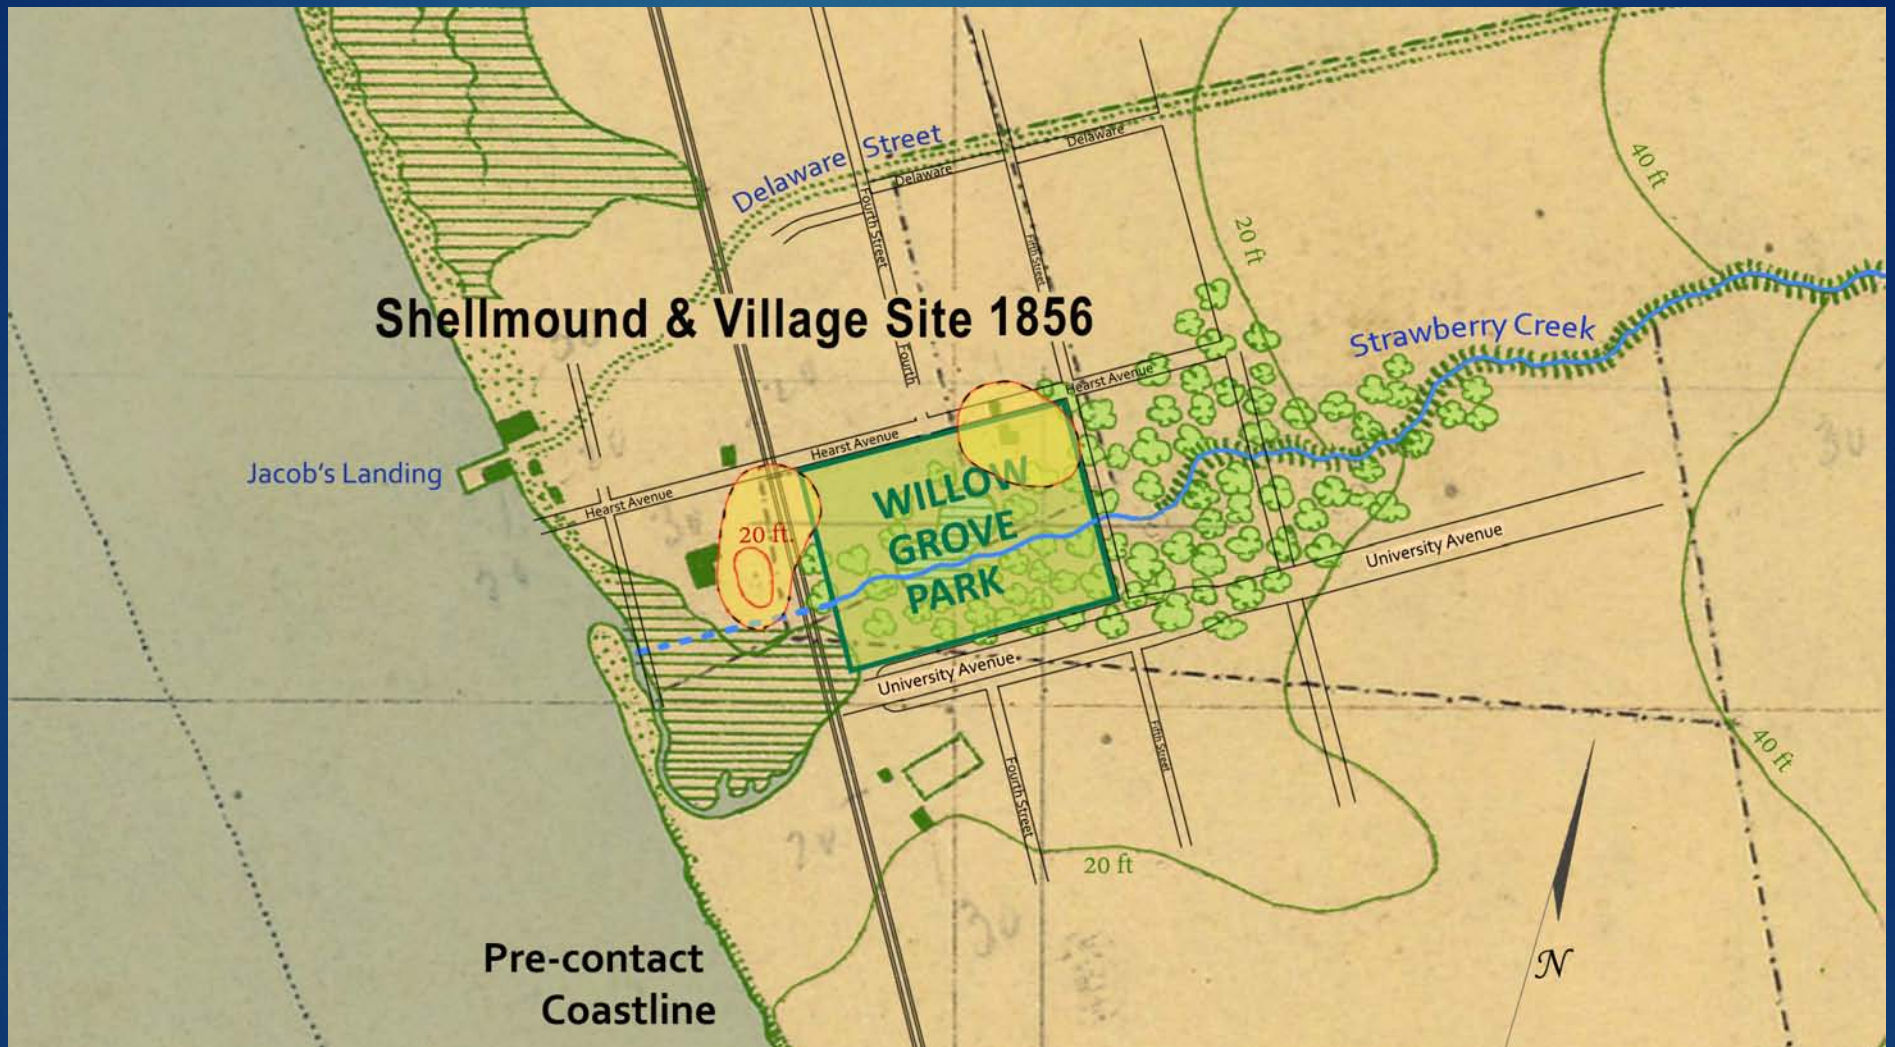 40 ft
Delaware
Delaware Street
Delaware
Fourth Street
Fifth Street
20 ft
Shellmound & Village Site 1856
Strawberry Creek
Fourth
Hearst Avenue
Hearst Avenue
Jacob's Landing
Hearst Avenue
WILLOW
GROVE
PARK
20 ft.
University Avenue
University Avenue
Fourth Street
Fifth Street
40 ft
20 ft
Pre-contact
Coastline
N